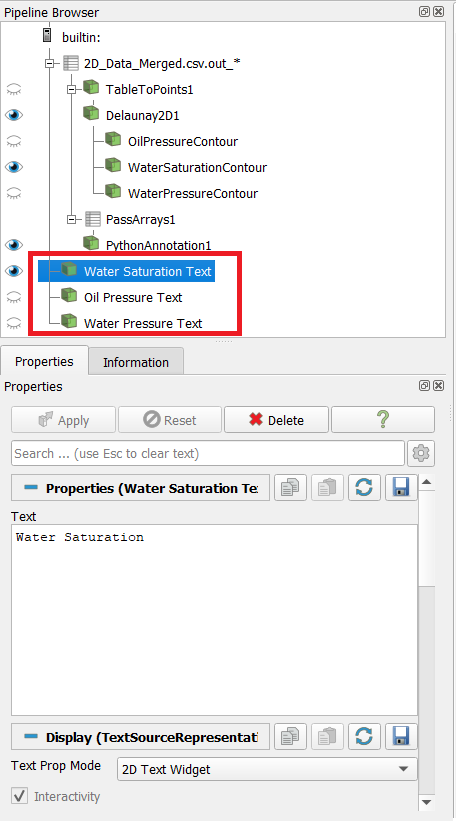 Pipeline Browser
builtin:
2D_Data_Merged.csv.out_*
TableToPoints1
Delaunay2D1
OilPressureContour
WaterSaturationContour
WaterPressureContour
PassArrays1
PythonAnnotation1
Water Saturation Text
Oil Pressure Text
Water Pressure Text
Properties Information
Properties
Apply Reset Delete ?
Search ... (use Esc to clear text)
Properties (Water Saturation Te
Text
Water Saturation
Display (TextSourceRepresentati
Text Prop Mode 2D Text Widget
Interactivity